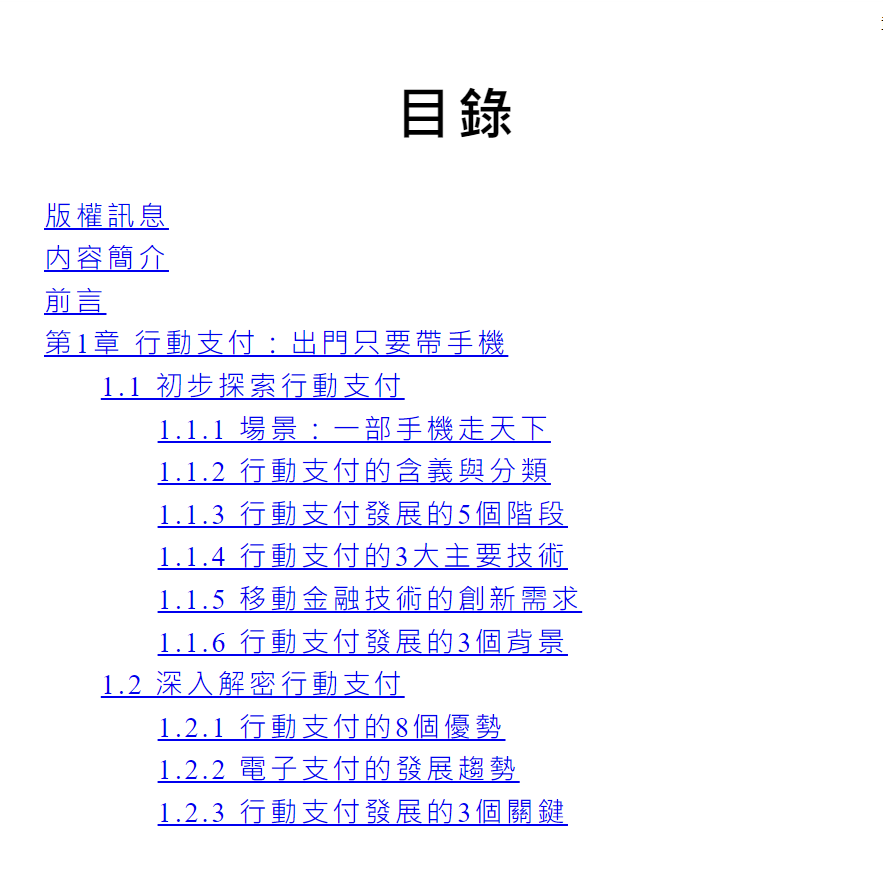 目錄
版權訊息
內容簡介
前言
第1章 行動支付：出門只要帶手機
1.1 初步探索行動支付
1.1.1 場景：一部手機走天下
1.1.2 行動支付的含義與分類
1.1.3 行動支付發展的5個階段
1.1.4 行動支付的3大主要技術
1.1.5 移動金融技術的創新需求
1.1.6 行動支付發展的3個背景
1.2 深入解密行動支付
1.2.1 行動支付的8個優勢
1.2.2 電子支付的發展趨勢
1.2.3 行動支付發展的3個關鍵